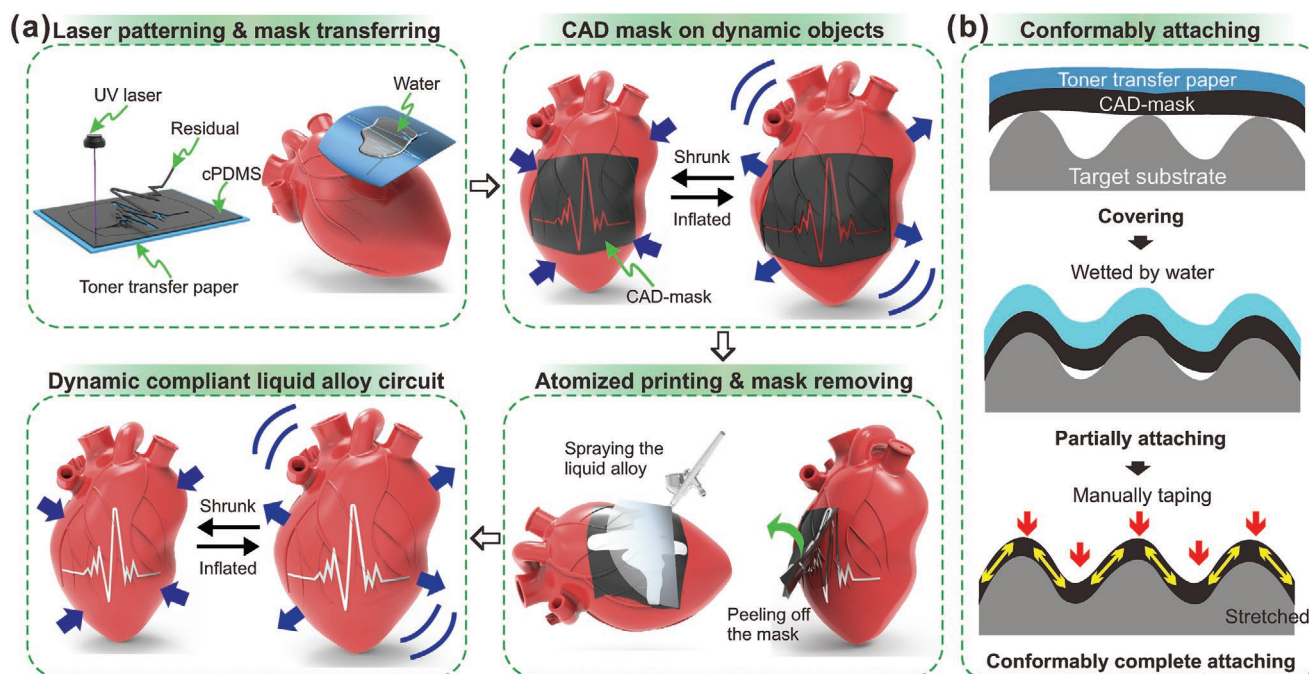 (a)
Laser patterning & mask transferring
UV laser
Residual
cPDMS
Toner transfer paper
Water
CAD mask on dynamic objects
Shrunk
Inflated
CAD-mask
Dynamic compliant liquid alloy circuit
Shrunk
Inflated
Atomized printing & mask removing
Spraying the
liquid alloy
Peeling off
the mask
(b)
Conformably attaching
Toner transfer paper
CAD-mask
Target substrate
Covering
Wetted by water
Partially attaching
Manually taping
Stretched
Conformably complete attaching